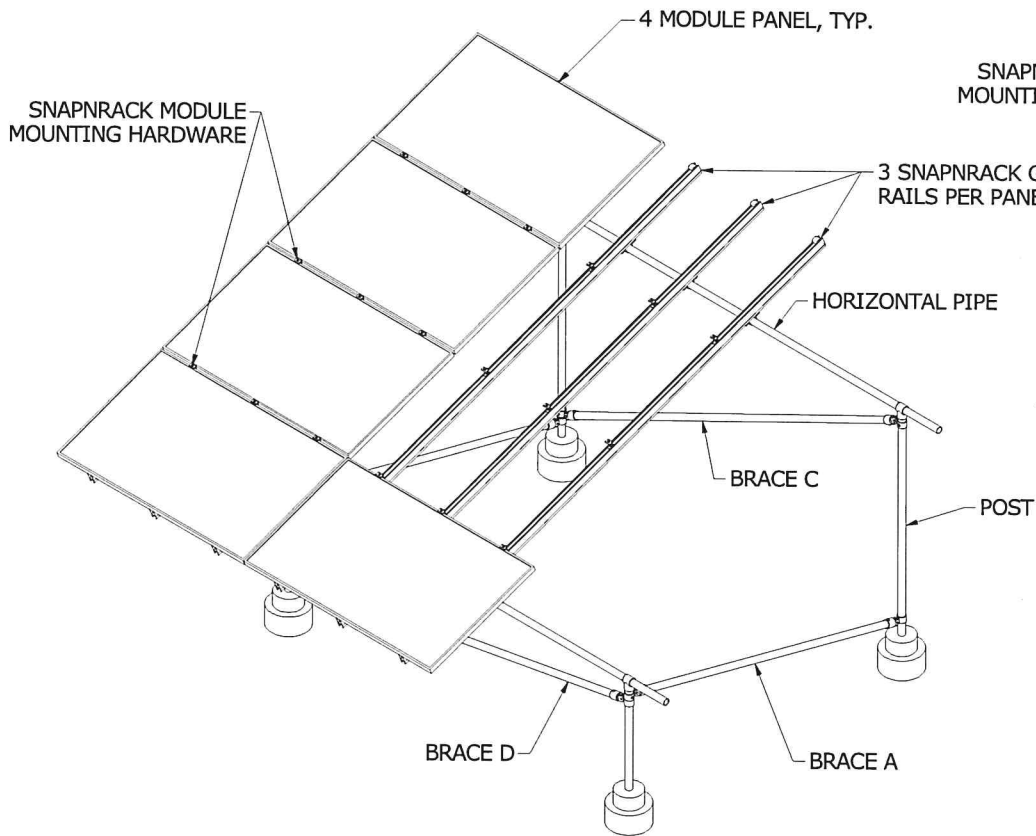 4 MODULE PANEL, TYP.
SNAPNRACK MODULE
MOUNTING HARDWARE
3 SNAPNRACK
RAILS PER
HORIZONTAL PIPE
BRACE C
POST
BRACE D
BRACE A